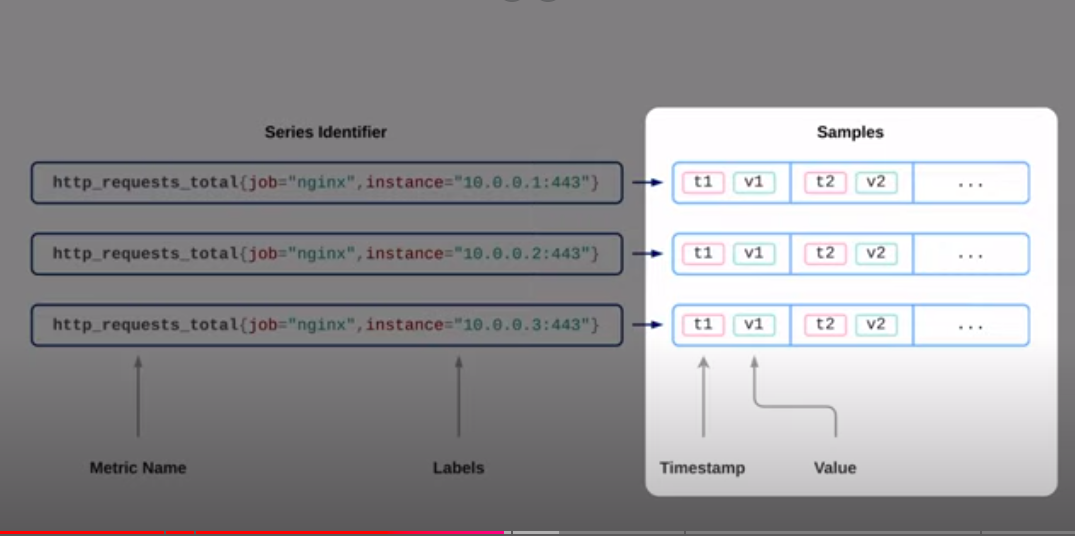 Series Identifier
Samples
http_requests_total{job="nginx",instance="10.0.0.1:443"}
t1 v1 t2 v2 ...
http_requests_total{job="nginx",instance="10.0.0.2:443"}
t1 v1 t2 v2 ...
http_requests_total{job="nginx",instance="10.0.0.3:443"}
t1 v1 t2 v2 ...
Metric Name
Labels
Timestamp
Value